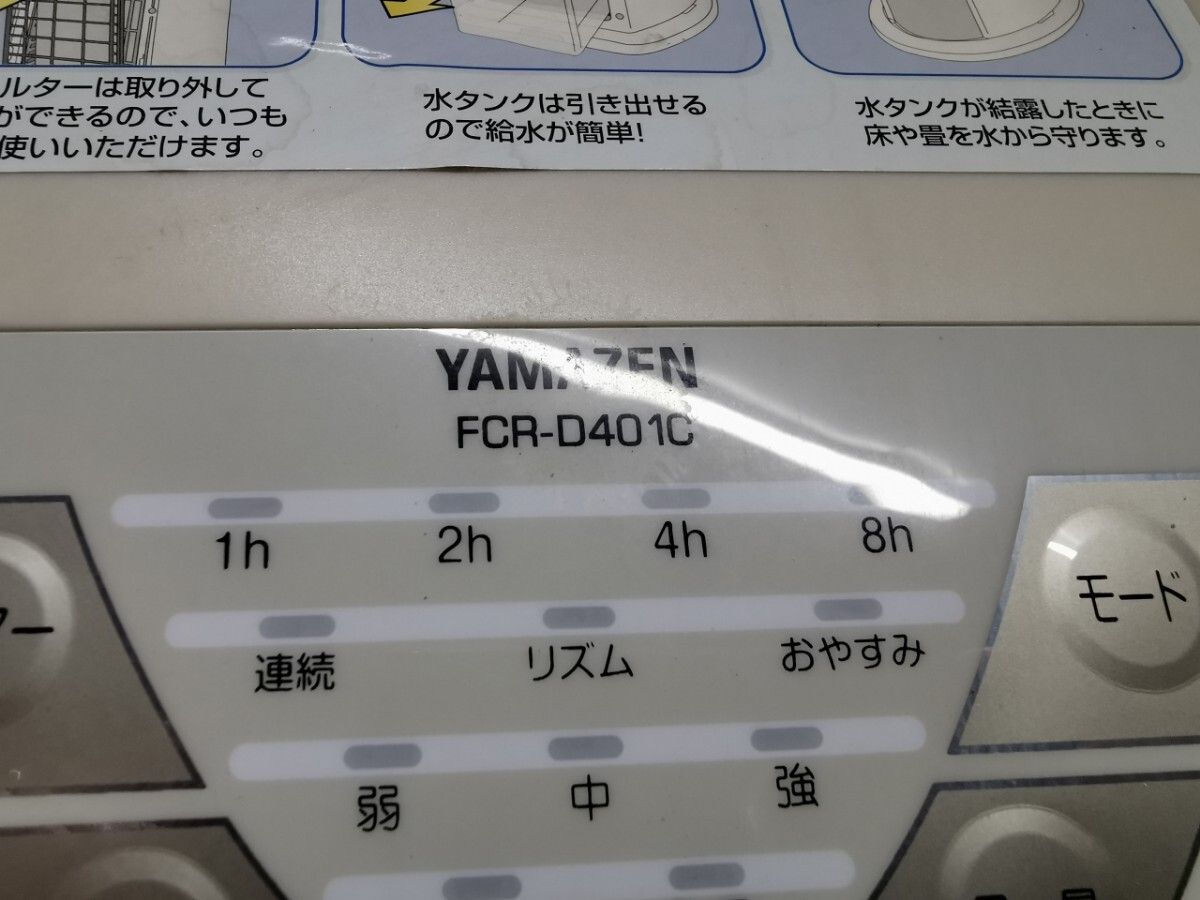 ルターは取り外して
ができるので、いつも
使いいただけます。
水タンクは引き出せる
ので給水が簡単!
水タンクが結露したときに
床や畳を水から守ります。
YAMAZEN
FCR-D401C
1h 2h 4h 8h
モード
ー
連続 リズム おやすみ
弱 中 強